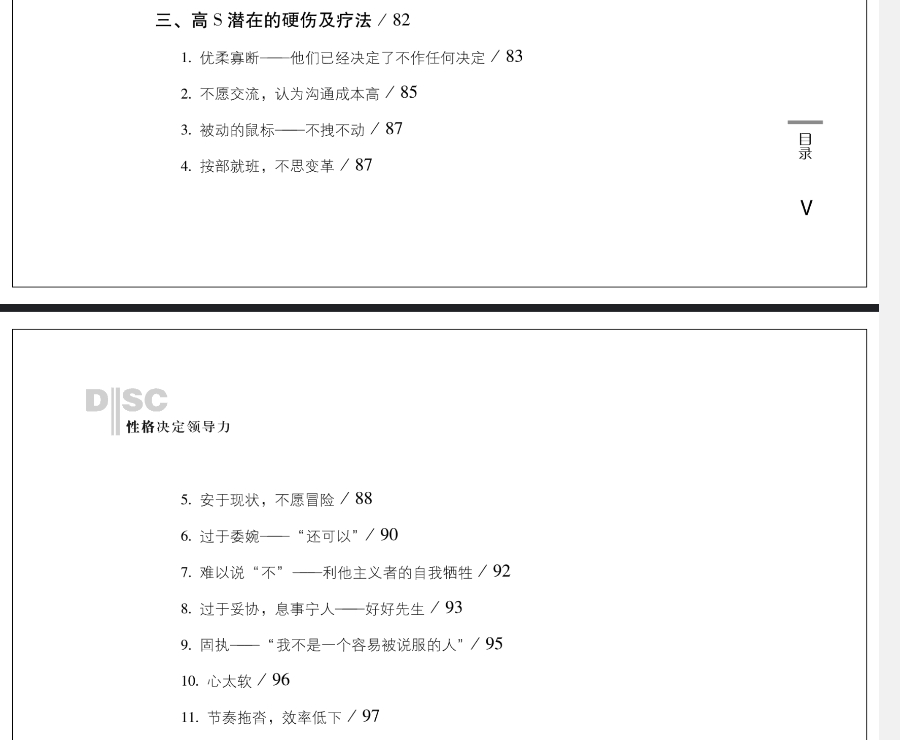 三、高 S 潜在的硬伤及疗法 / 82
1. 优柔寡断——他们已经决定了不作任何决定 / 83
2. 不愿交流，认为沟通成本高 / 85
3. 被动的鼠标——不拽不动 / 87
4. 按部就班，不思变革 / 87
目录
V
DISC
性格决定领导力
5. 安于现状，不愿冒险 / 88
6. 过于委婉——“还可以” / 90
7. 难以说“不”——利他主义者的自我牺牲 / 92
8. 过于妥协，息事宁人——好好先生 / 93
9. 固执——“我不是一个容易被说服的人” / 95
10. 心太软 / 96
11. 节奏拖沓，效率低下 / 97